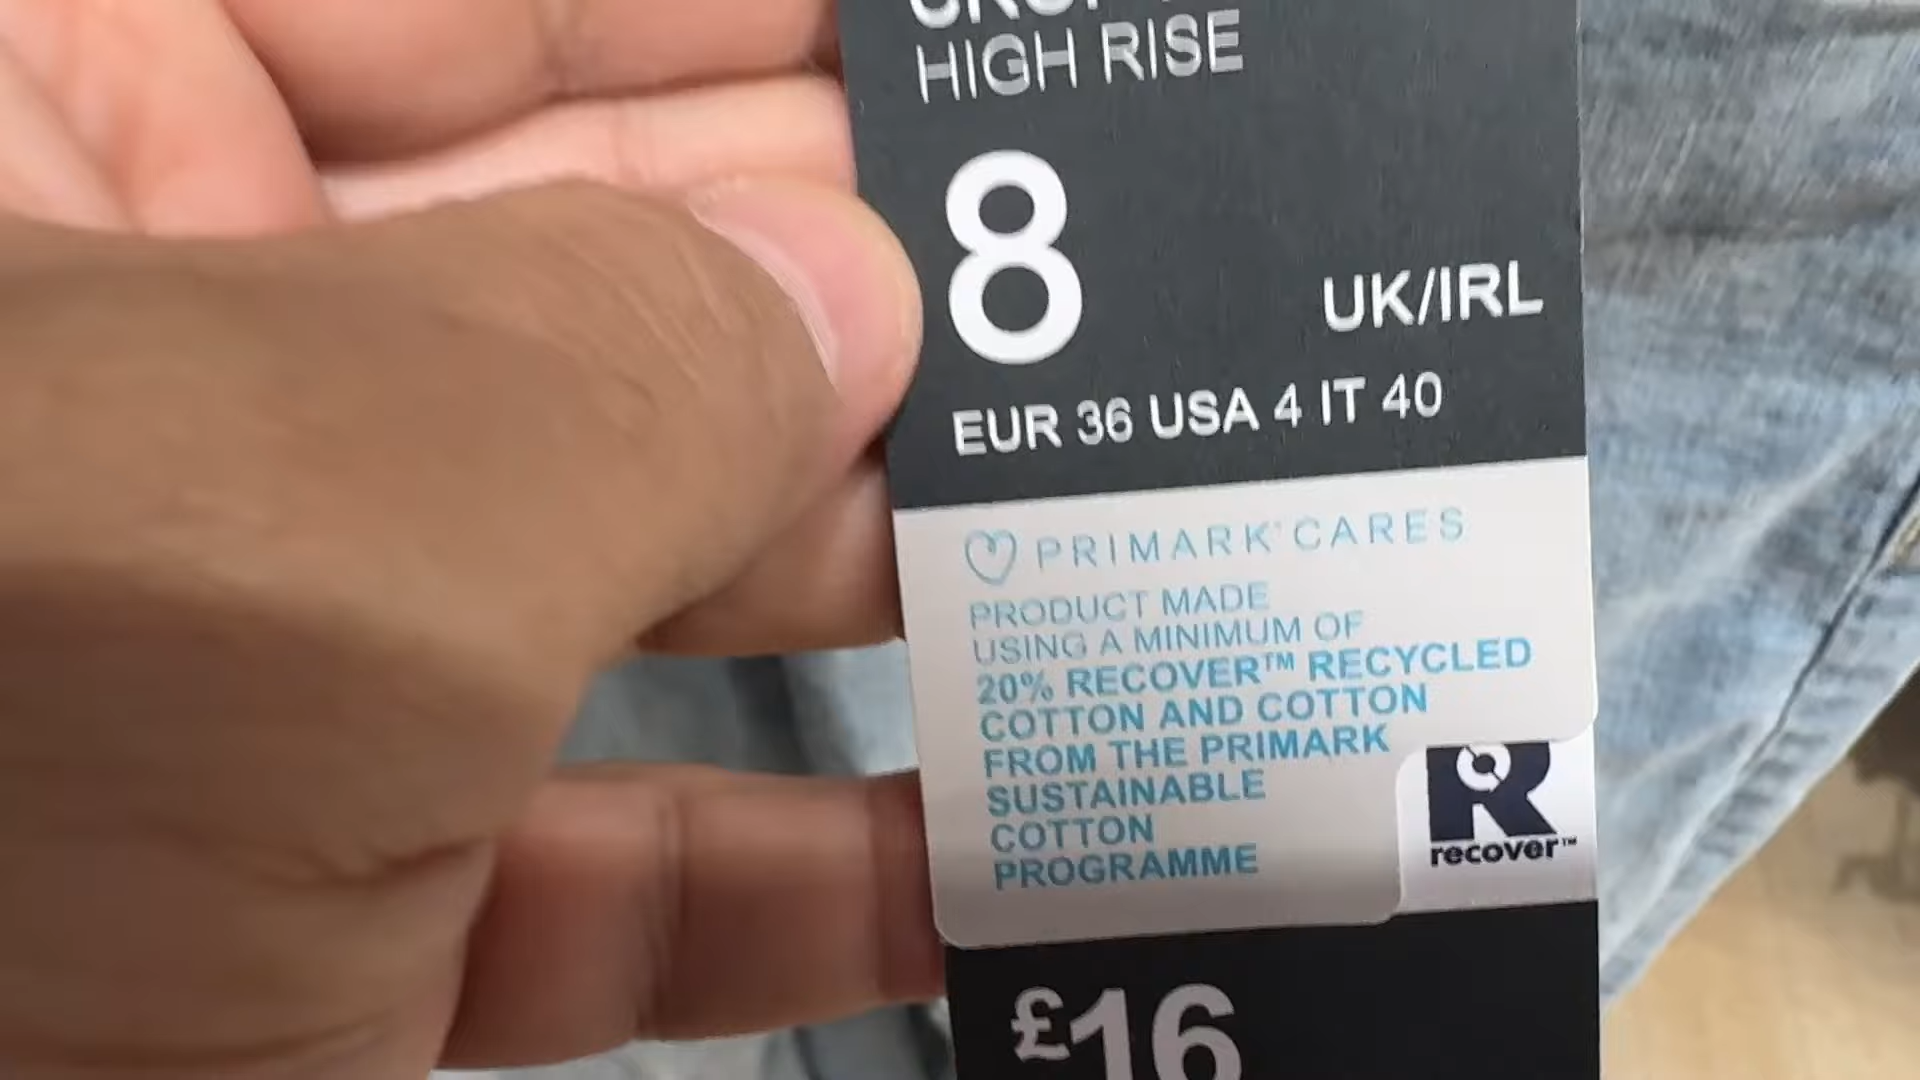 HIGH RISE
8
UK/IRL
EUR 36 USA 4 IT 40
PRIMARK® CARES
PRODUCT MADE
USING A MINIMUM OF
20% RECOVER™ RECYCLED
COTTON AND COTTON
FROM THE PRIMARK
SUSTAINABLE
COTTON
PROGRAMME
R
recover™
£16